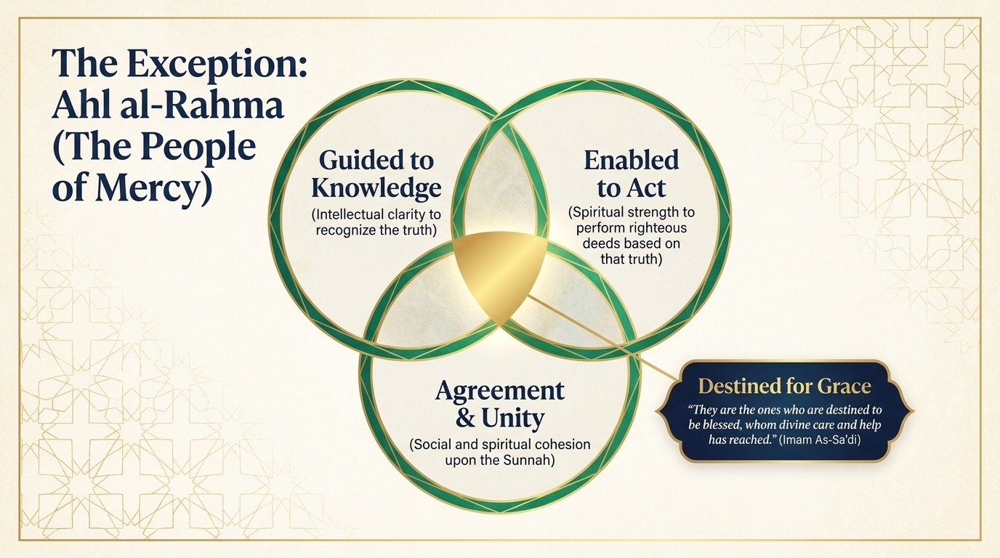 The Exception:
Ahl al-Rahma
(The People
of Mercy)
Guided to
Knowledge
(Intellectual clarity to
recognize the truth)
Enabled
to Act
(Spiritual strength to
perform righteous
deeds based on
that truth)
Agreement
& Unity
(Social and spiritual cohesion
upon the Sunnah)
Destined for Grace
“They are the ones who are destined to
be blessed, whom divine care and help
has reached.” (Imam As-Sa'di)